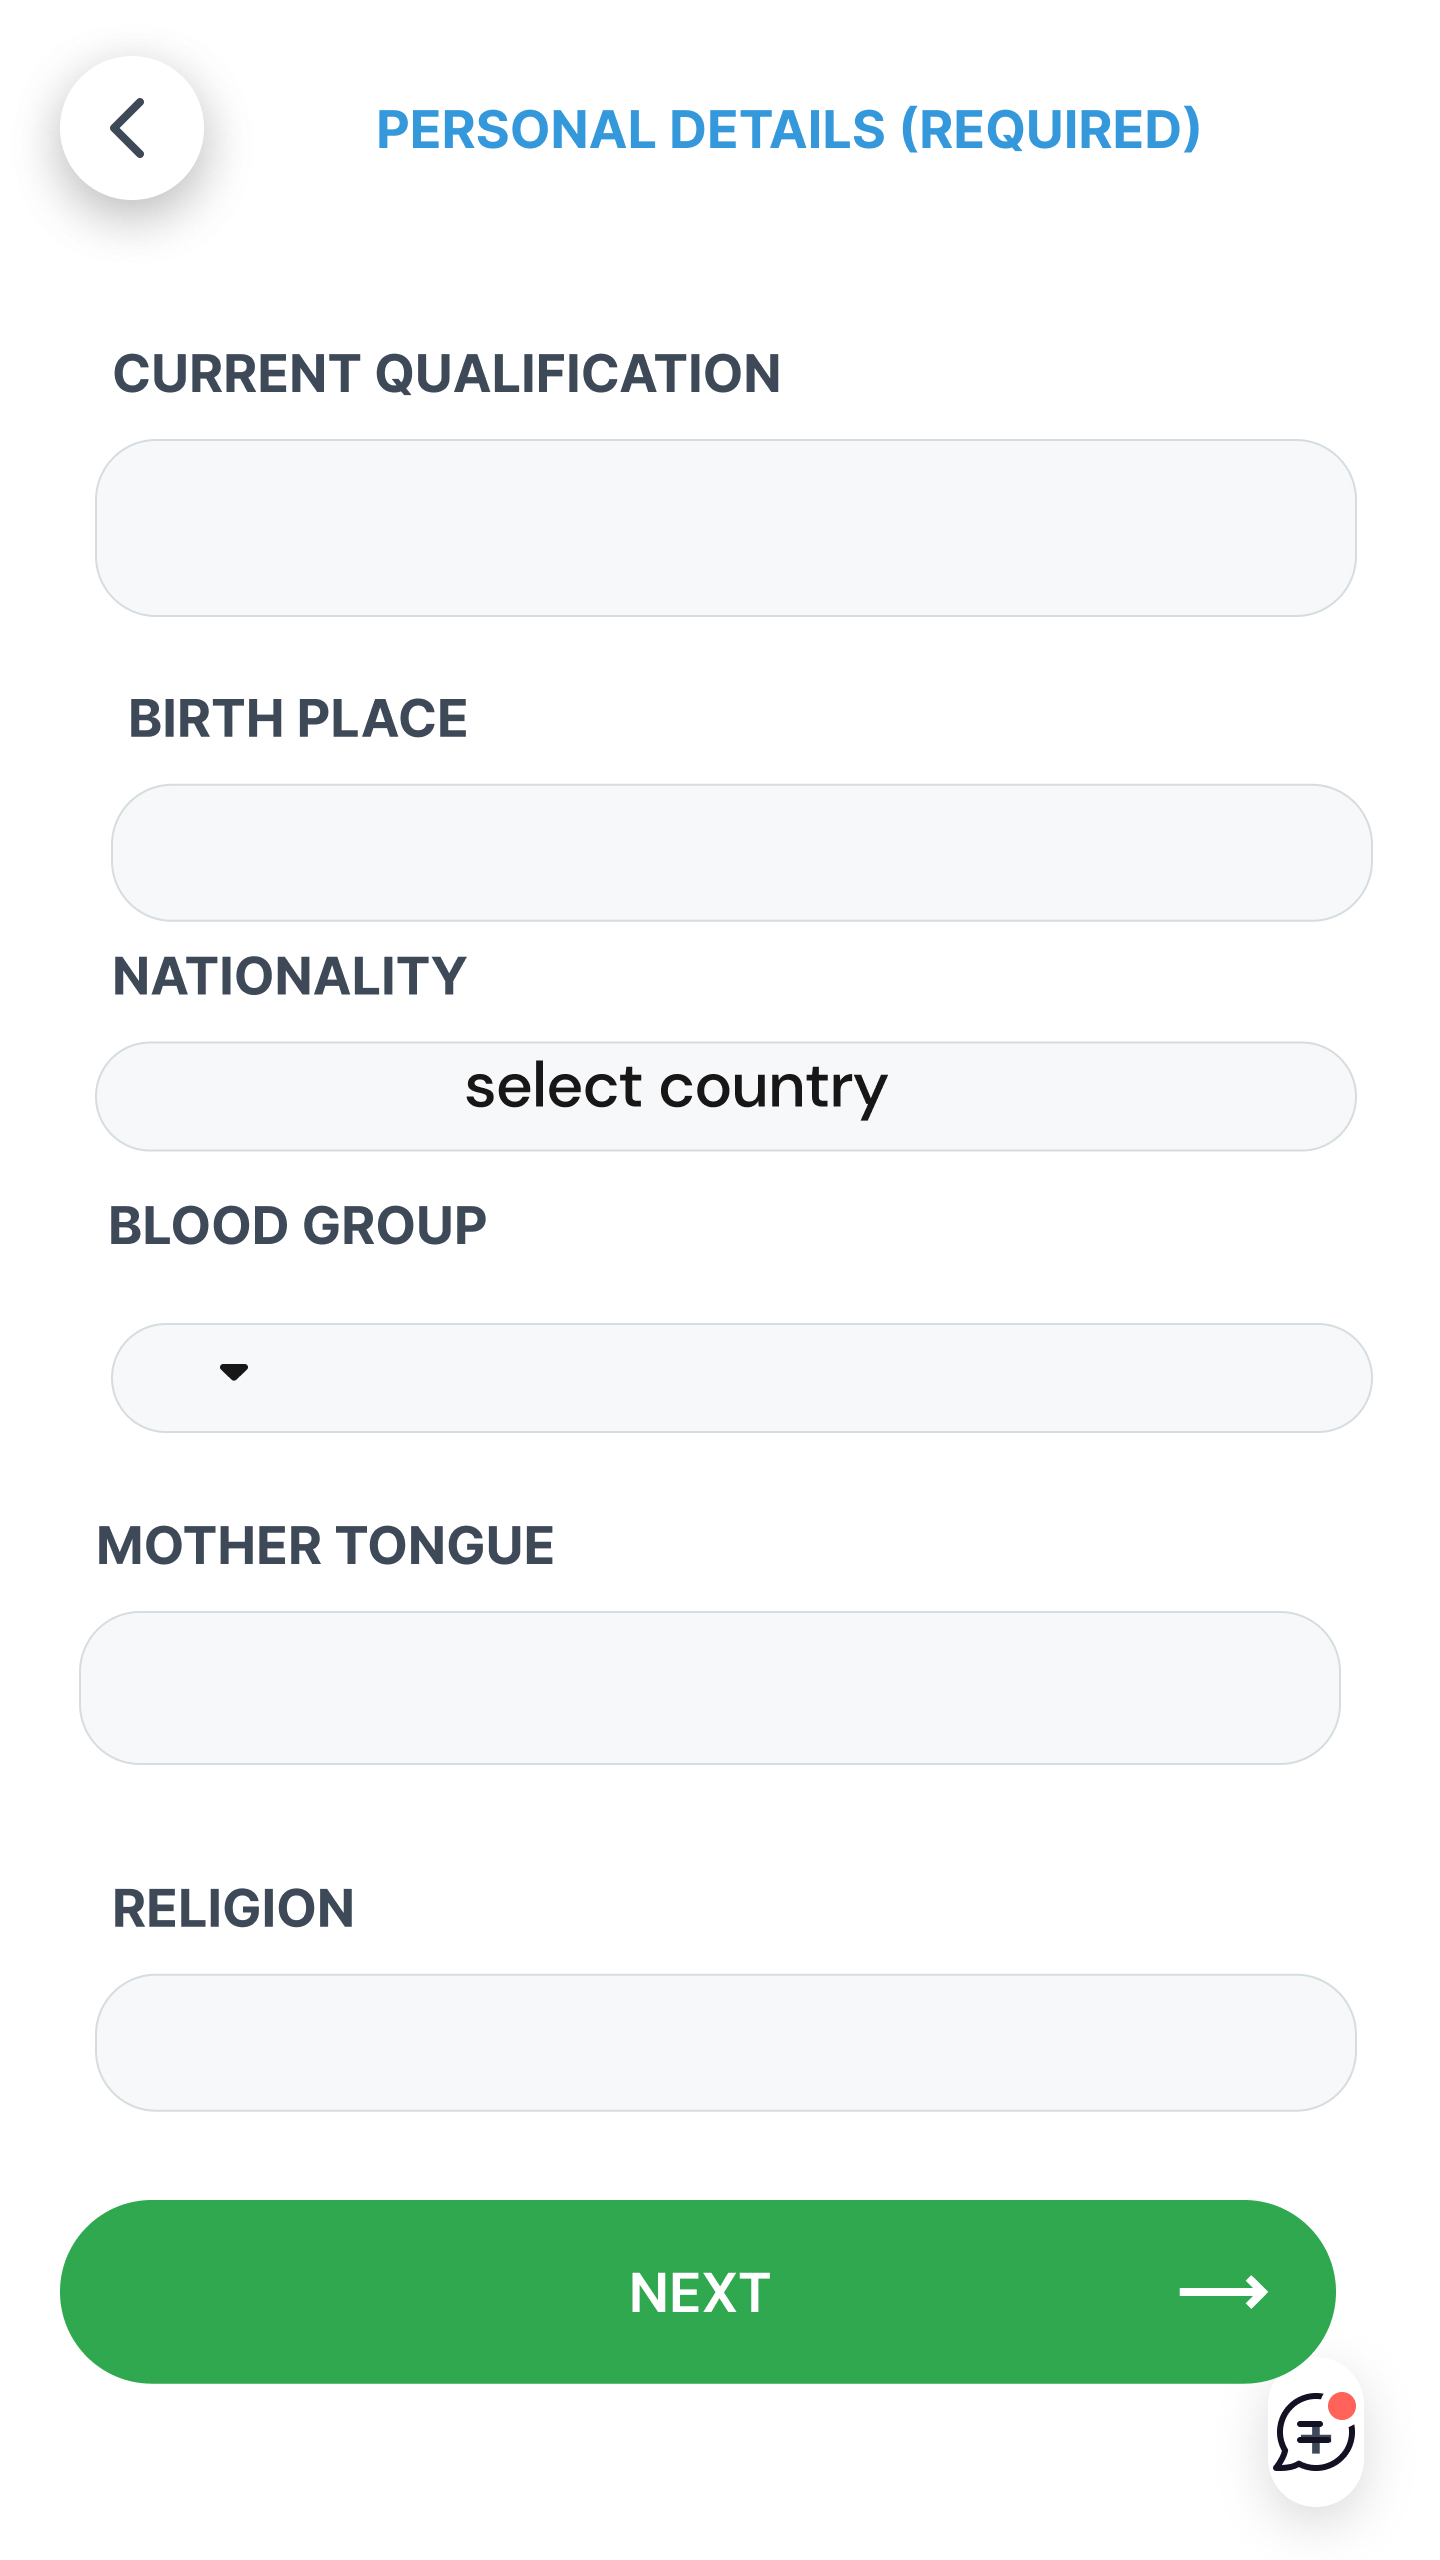 PERSONAL DETAILS (REQUIRED)
CURRENT QUALIFICATION
BIRTH PLACE
NATIONALITY
select country
BLOOD GROUP
MOTHER TONGUE
RELIGION
NEXT